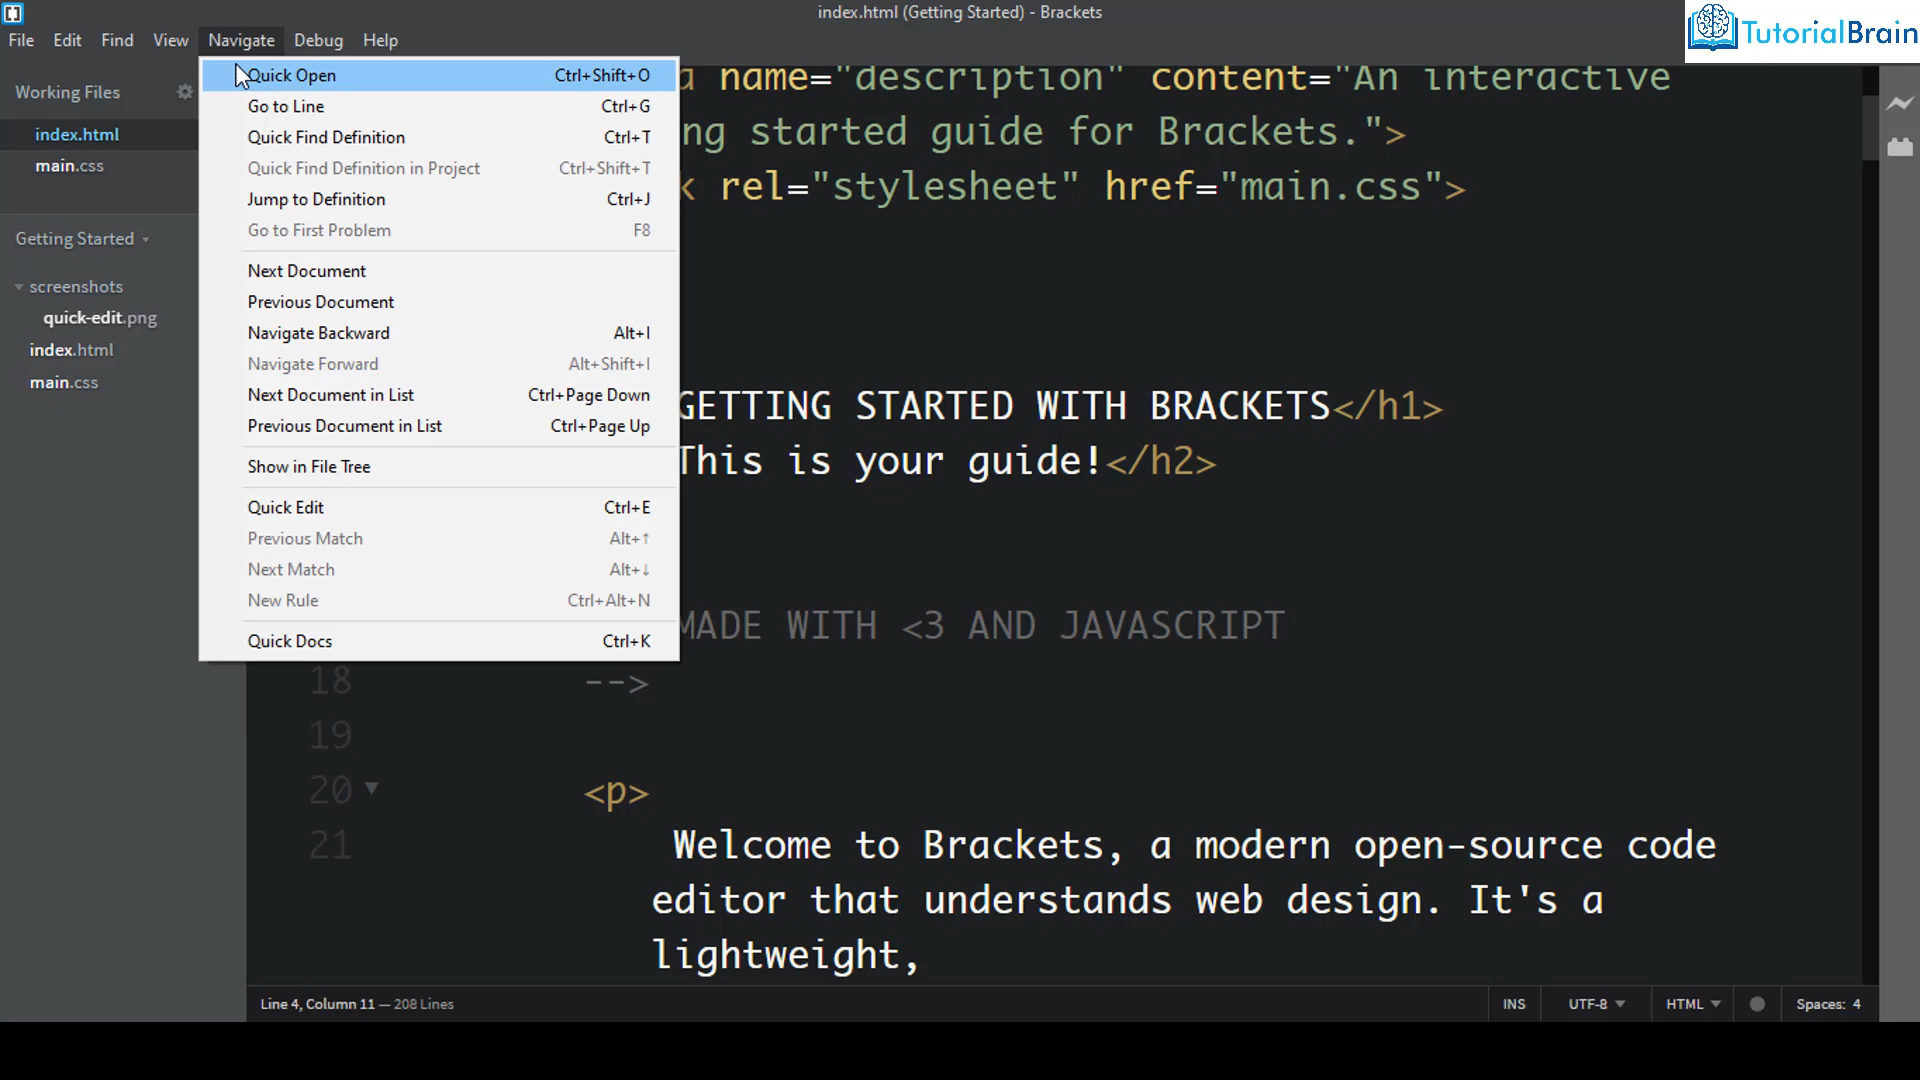 index.html (Getting Started) - Brackets
TutorialBrain
File Edit Find View Navigate Debug Help
Working Files
index.html
main.css
Getting Started
screenshots
quick-edit.png
index.html
main.css
Quick Open Ctrl+Shift+O
Go to Line Ctrl+G
Quick Find Definition Ctrl+T
Quick Find Definition in Project Ctrl+Shift+T
Jump to Definition Ctrl+J
Go to First Problem F8
Next Document
Previous Document
Navigate Backward Alt+I
Navigate Forward Alt+Shift+I
Next Document in List Ctrl+Page Down
Previous Document in List Ctrl+Page Up
Show in File Tree
Quick Edit Ctrl+E
Previous Match Alt+↑
Next Match Alt+↓
New Rule Ctrl+Alt+N
Quick Docs Ctrl+K
a name="description" content="An interactive
ng started guide for Brackets.">
k rel="stylesheet" href="main.css">
GETTING STARTED WITH BRACKETS</h1>
This is your guide!</h2>
MADE WITH <3 AND JAVASCRIPT
18 -->
19
20 <p>
21 Welcome to Brackets, a modern open-source code
editor that understands web design. It's a
lightweight,
Line 4, Column 11 — 208 Lines INS UTF-8 HTML Spaces: 4